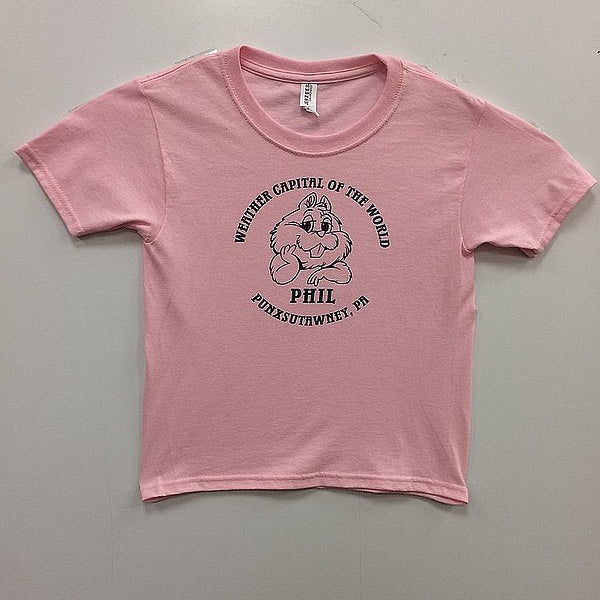 WEATHER CAPITAL OF THE WORLD
PHIL
PUNXSUTAWNEY, PA